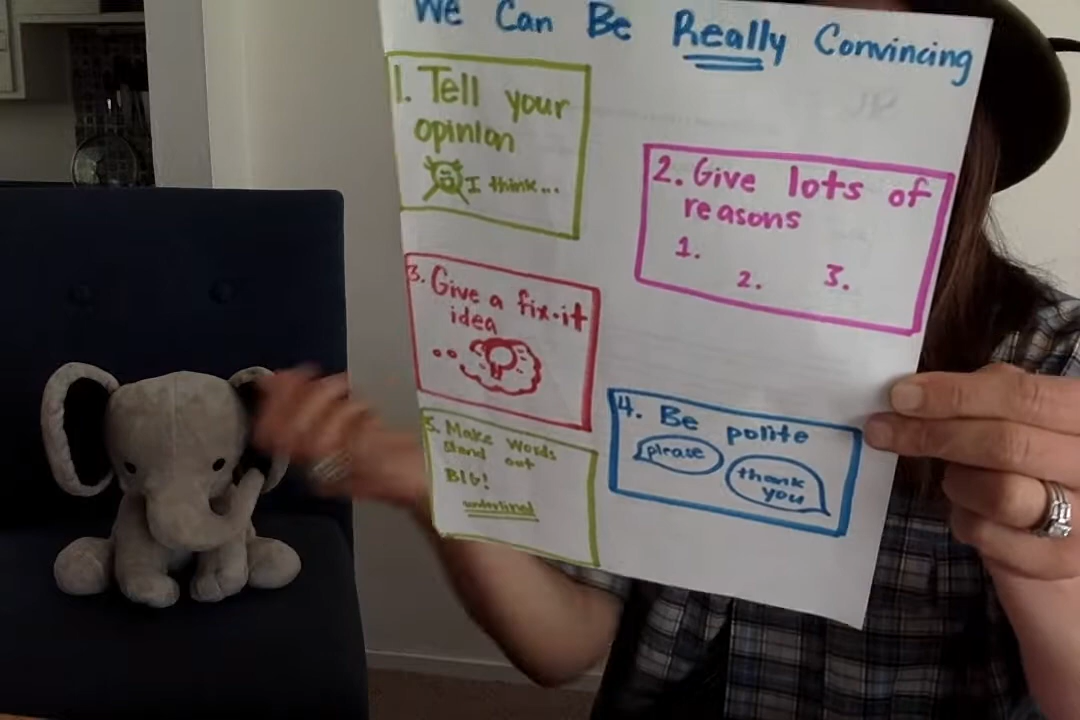 We Can Be Really Convincing
1. Tell your
opinion
I think...
2. Give lots of
reasons
1.
2.
3.
3. Give a fix-it
idea
4. Be polite
please
thank
you
5. Make words
stand out
BIG!
underlined